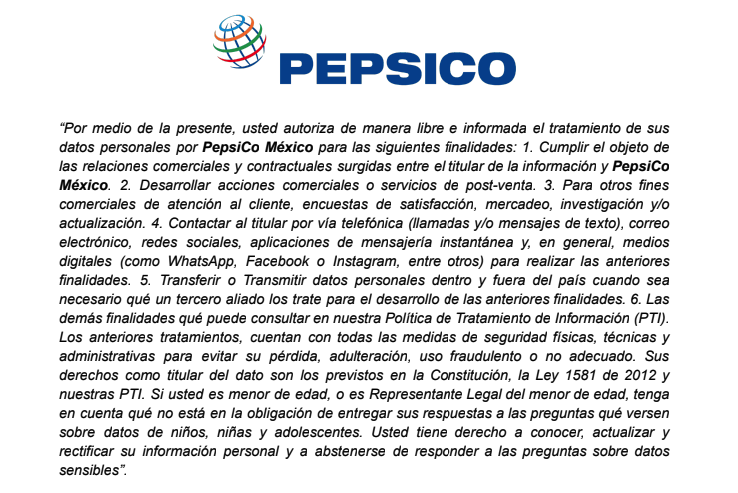 PEPSICO
“Por medio de la presente, usted autoriza de manera libre e informada el tratamiento de sus
datos personales por PepsiCo México para las siguientes finalidades: 1. Cumplir el objeto de
las relaciones comerciales y contractuales surgidas entre el titular de la información y PepsiCo
México. 2. Desarrollar acciones comerciales o servicios de post-venta. 3. Para otros fines
comerciales de atención al cliente, encuestas de satisfacción, mercadeo, investigación y/o
actualización. 4. Contactar al titular por vía telefónica (llamadas y/o mensajes de texto), correo
electrónico, redes sociales, aplicaciones de mensajería instantánea y, en general, medios
digitales (como WhatsApp, Facebook o Instagram, entre otros) para realizar las anteriores
finalidades. 5. Transferir o Transmitir datos personales dentro y fuera del país cuando sea
necesario qué un tercero aliado los trate para el desarrollo de las anteriores finalidades. 6. Las
demás finalidades qué puede consultar en nuestra Política de Tratamiento de Información (PTI).
Los anteriores tratamientos, cuentan con todas las medidas de seguridad físicas, técnicas y
administrativas para evitar su pérdida, adulteración, uso fraudulento o no adecuado. Sus
derechos como titular del dato son los previstos en la Constitución, la Ley 1581 de 2012 y
nuestras PTI. Si usted es menor de edad, o es Representante Legal del menor de edad, tenga
en cuenta qué no está en la obligación de entregar sus respuestas a las preguntas qué versen
sobre datos de niños, niñas y adolescentes. Usted tiene derecho a conocer, actualizar y
rectificar su información personal y a abstenerse de responder a las preguntas sobre datos
sensibles”.